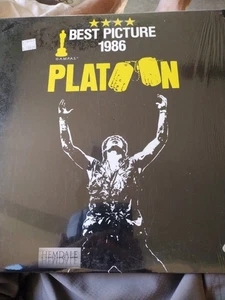 BEST PICTURE
1986
PLATOON
HEMDALE